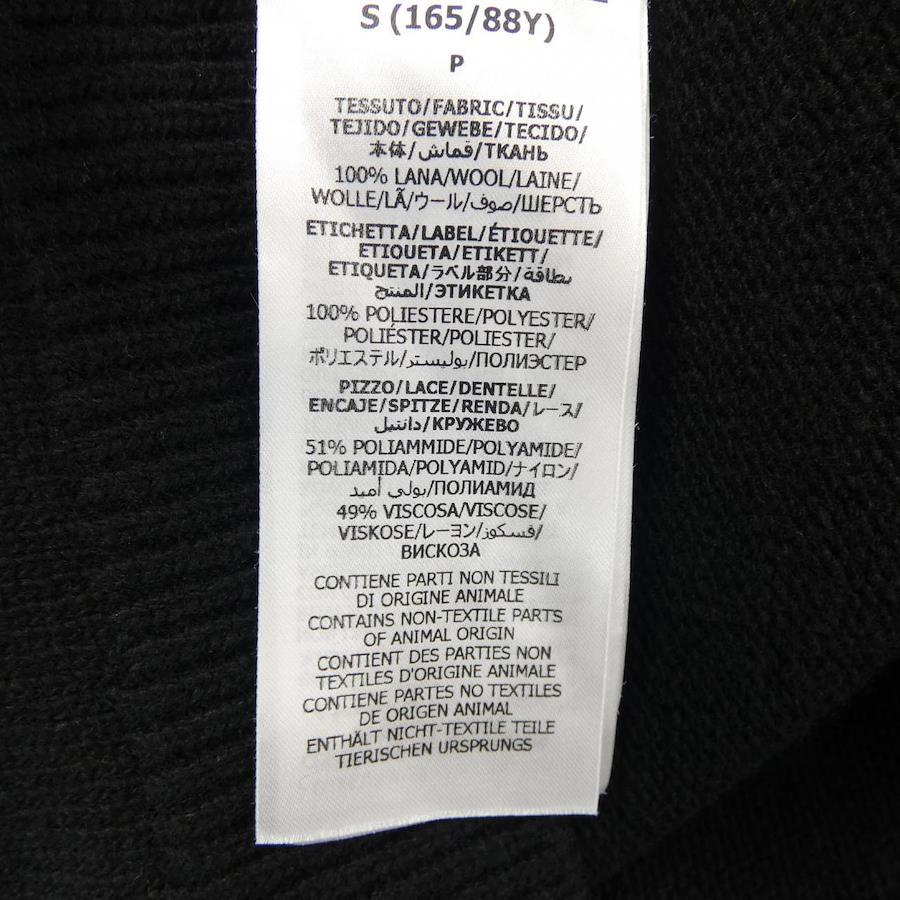 S (165/88Y)
P
TESSUTO/FABRIC/TISSU/
TEJIDO/GEWEBE/TECIDO/
本体/قماش/ТКАНЬ
100% LANA/WOOL/LAINE/
WOLLE/LÃ/ウール/صوف/ШЕРСТЬ
ETICHETTA/LABEL/ÉTIQUETTE/
ETIQUETA/ETIKETT/
ETIQUETA/ラベル部分/بطاقة
المنتج/ЭТИКЕТКА
100% POLIESTERE/POLYESTER/
POLIÉSTER/POLIESTER/
ポリエステル/بوليستر/ПОЛИЭСТЕР
PIZZO/LACE/DENTELLE/
ENCAJE/SPITZE/RENDA/レース/
دانتيل/КРУЖЕВО
51% POLIAMMIDE/POLYAMIDE/
POLIAMIDA/POLYAMID/ナイロン/
بولي أميد/ПОЛИАМИД
49% VISCOSA/VISCOSE/
VISKOSE/レーヨン/فسكوز/
ВИСКОЗА
CONTIENE PARTI NON TESSILI
DI ORIGINE ANIMALE
CONTAINS NON-TEXTILE PARTS
OF ANIMAL ORIGIN
CONTIENT DES PARTIES NON
TEXTILES D'ORIGINE ANIMALE
CONTIENE PARTES NO TEXTILES
DE ORIGEN ANIMAL
ENTHÄLT NICHT-TEXTILE TEILE
TIERISCHEN URSPRUNGS